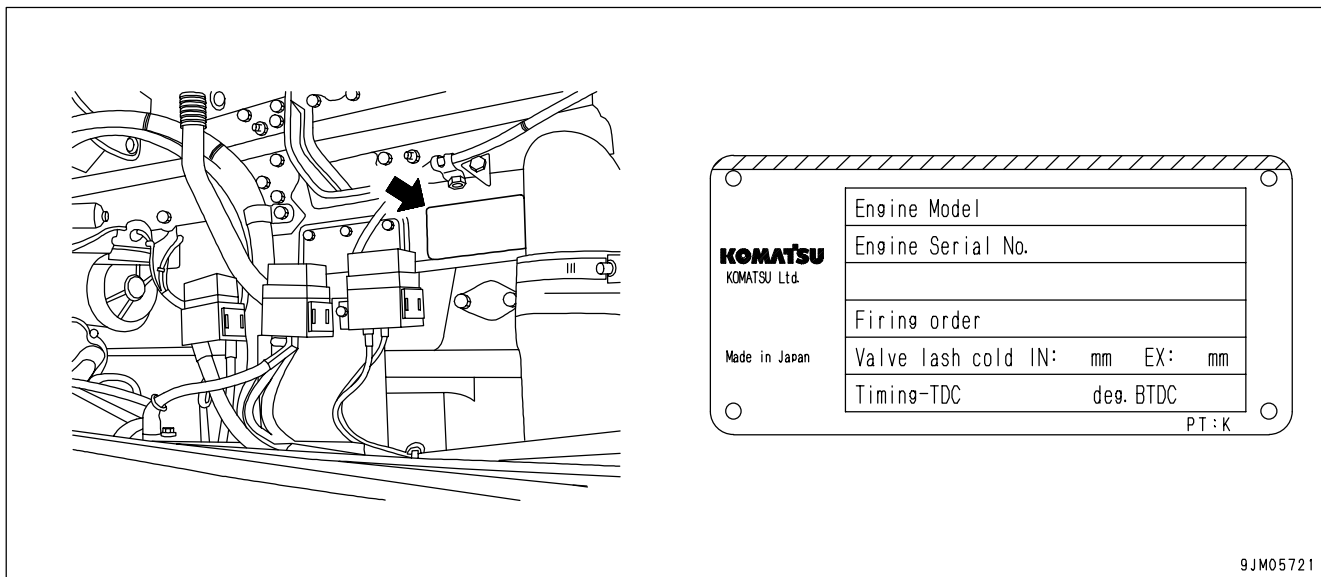 KOMATSU
KOMATSU Ltd.
Made in Japan
Engine Model
Engine Serial No.
Firing order
Valve lash cold IN: mm EX: mm
Timing-TDC deg. BTDC
PT:K
9JM05721